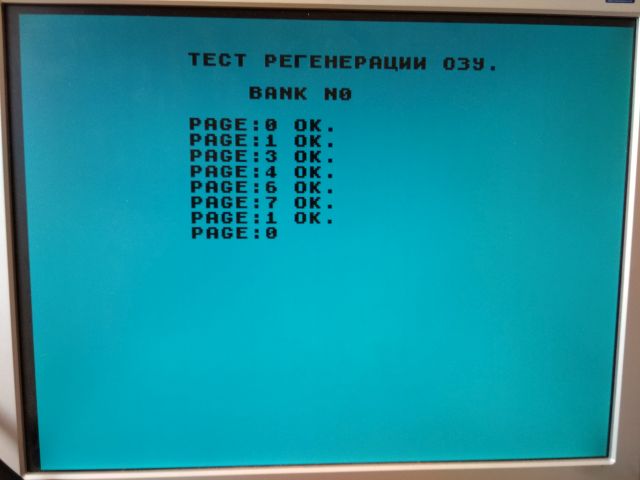 ТЕСТ РЕГЕНЕРАЦИИ ОЗУ.
BANK N0
PAGE:0 OK.
PAGE:1 OK.
PAGE:3 OK.
PAGE:4 OK.
PAGE:6 OK.
PAGE:7 OK.
PAGE:1 OK.
PAGE:0